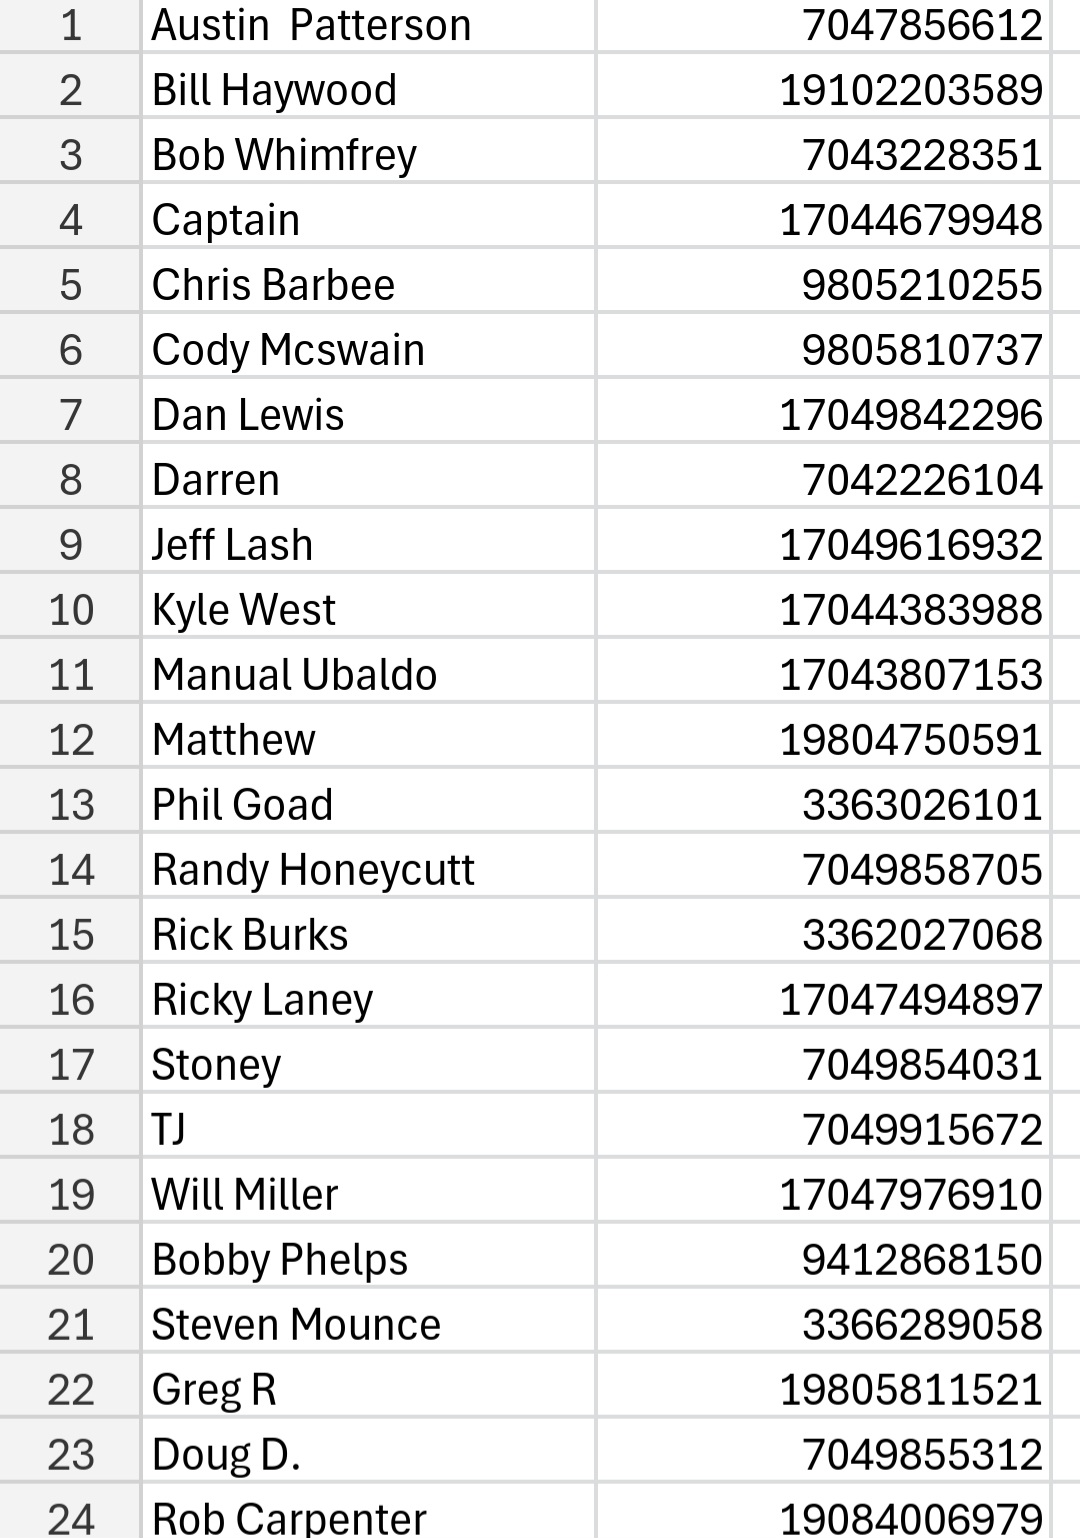 1 Austin  Patterson 7047856612
2 Bill Haywood 19102203589
3 Bob Whimfrey 7043228351
4 Captain 17044679948
5 Chris Barbee 9805210255
6 Cody Mcswain 9805810737
7 Dan Lewis 17049842296
8 Darren 7042226104
9 Jeff Lash 17049616932
10 Kyle West 17044383988
11 Manual Ubaldo 17043807153
12 Matthew 19804750591
13 Phil Goad 3363026101
14 Randy Honeycutt 7049858705
15 Rick Burks 3362027068
16 Ricky Laney 17047494897
17 Stoney 7049854031
18 TJ 7049915672
19 Will Miller 17047976910
20 Bobby Phelps 9412868150
21 Steven Mounce 3366289058
22 Greg R 19805811521
23 Doug D. 7049855312
24 Rob Carpenter 19084006979